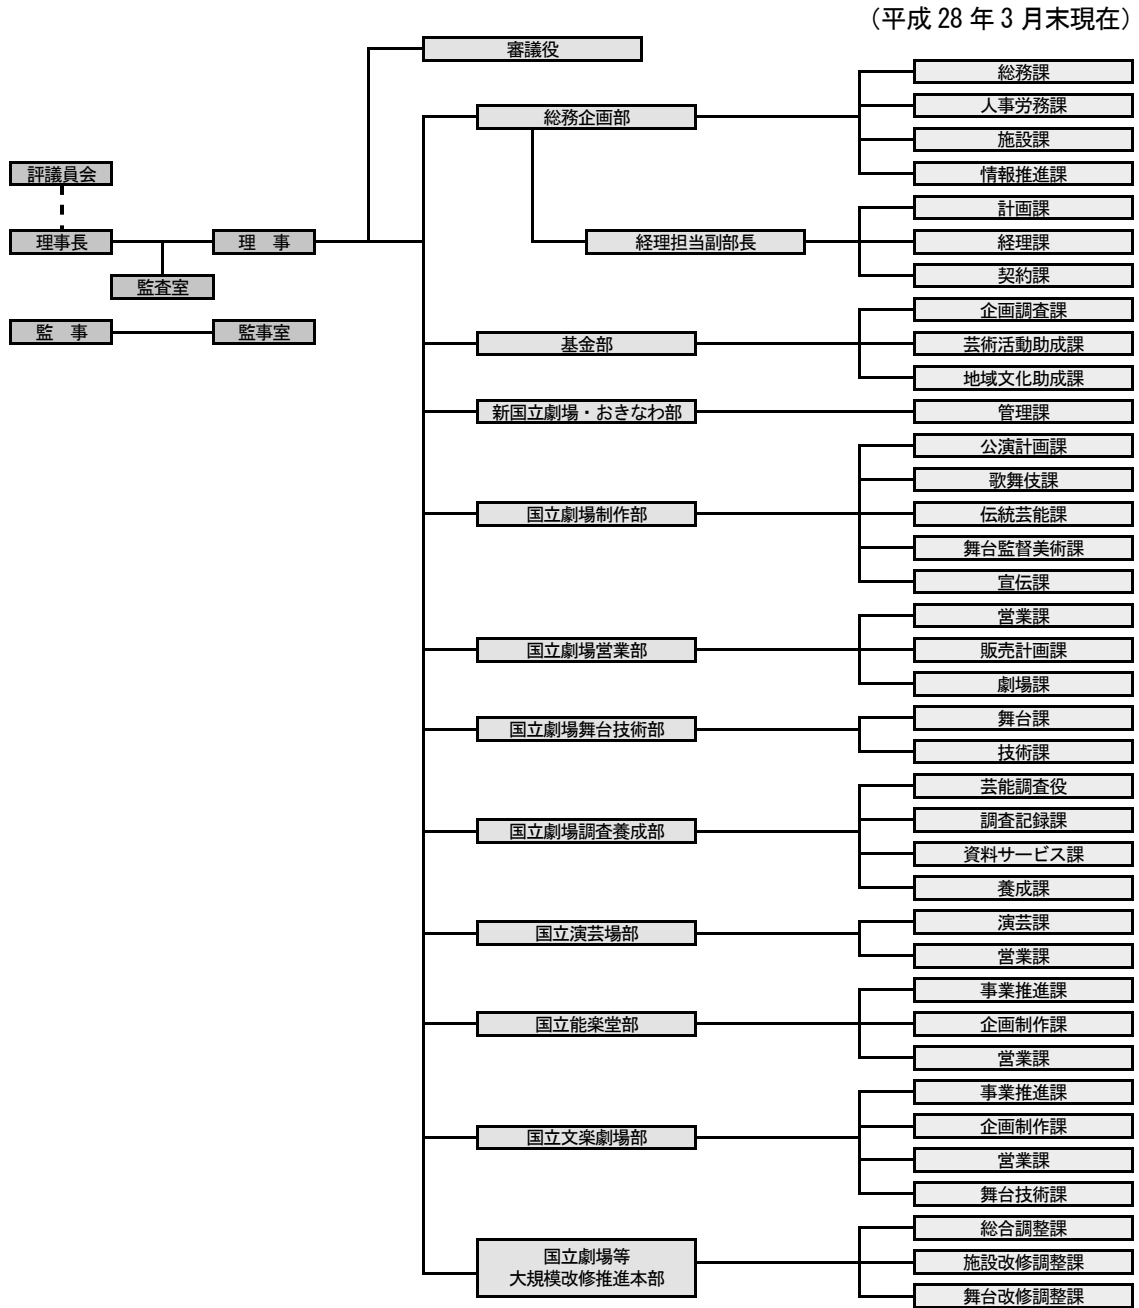 （平成 28 年 3 月末現在）
審議役
総務企画部
総務課
人事労務課
施設課
情報推進課
評議員会
理事長
理　事
監査室
監　事
監事室
経理担当副部長
計画課
経理課
契約課
基金部
企画調査課
芸術活動助成課
地域文化助成課
新国立劇場・おきなわ部
管理課
国立劇場制作部
公演計画課
歌舞伎課
伝統芸能課
舞台監督美術課
宣伝課
国立劇場営業部
営業課
販売計画課
劇場課
国立劇場舞台技術部
舞台課
技術課
国立劇場調査養成部
芸能調査役
調査記録課
資料サービス課
養成課
国立演芸場部
演芸課
営業課
国立能楽堂部
事業推進課
企画制作課
営業課
国立文楽劇場部
事業推進課
企画制作課
営業課
舞台技術課
国立劇場等
大規模改修推進本部
総合調整課
施設改修調整課
舞台改修調整課